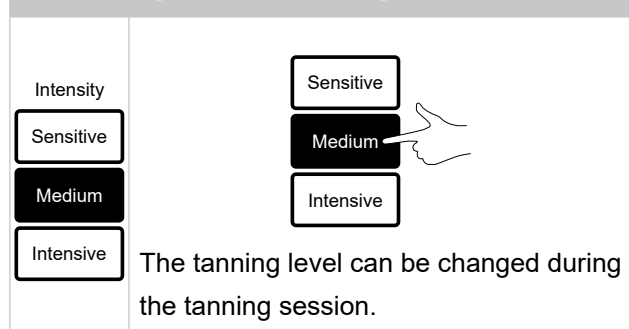 Intensity
Sensitive
Medium
Intensive
Sensitive
Medium
Intensive
The tanning level can be changed during
the tanning session.